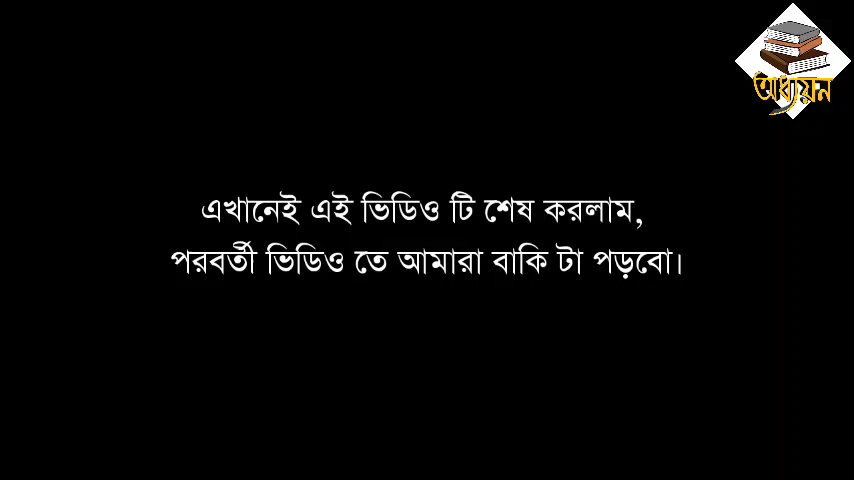 অধ্যয়ন
এখানেই এই ভিডিও টি শেষ করলাম,
পরবর্তী ভিডিও তে আমারা বাকি টা পড়বো।